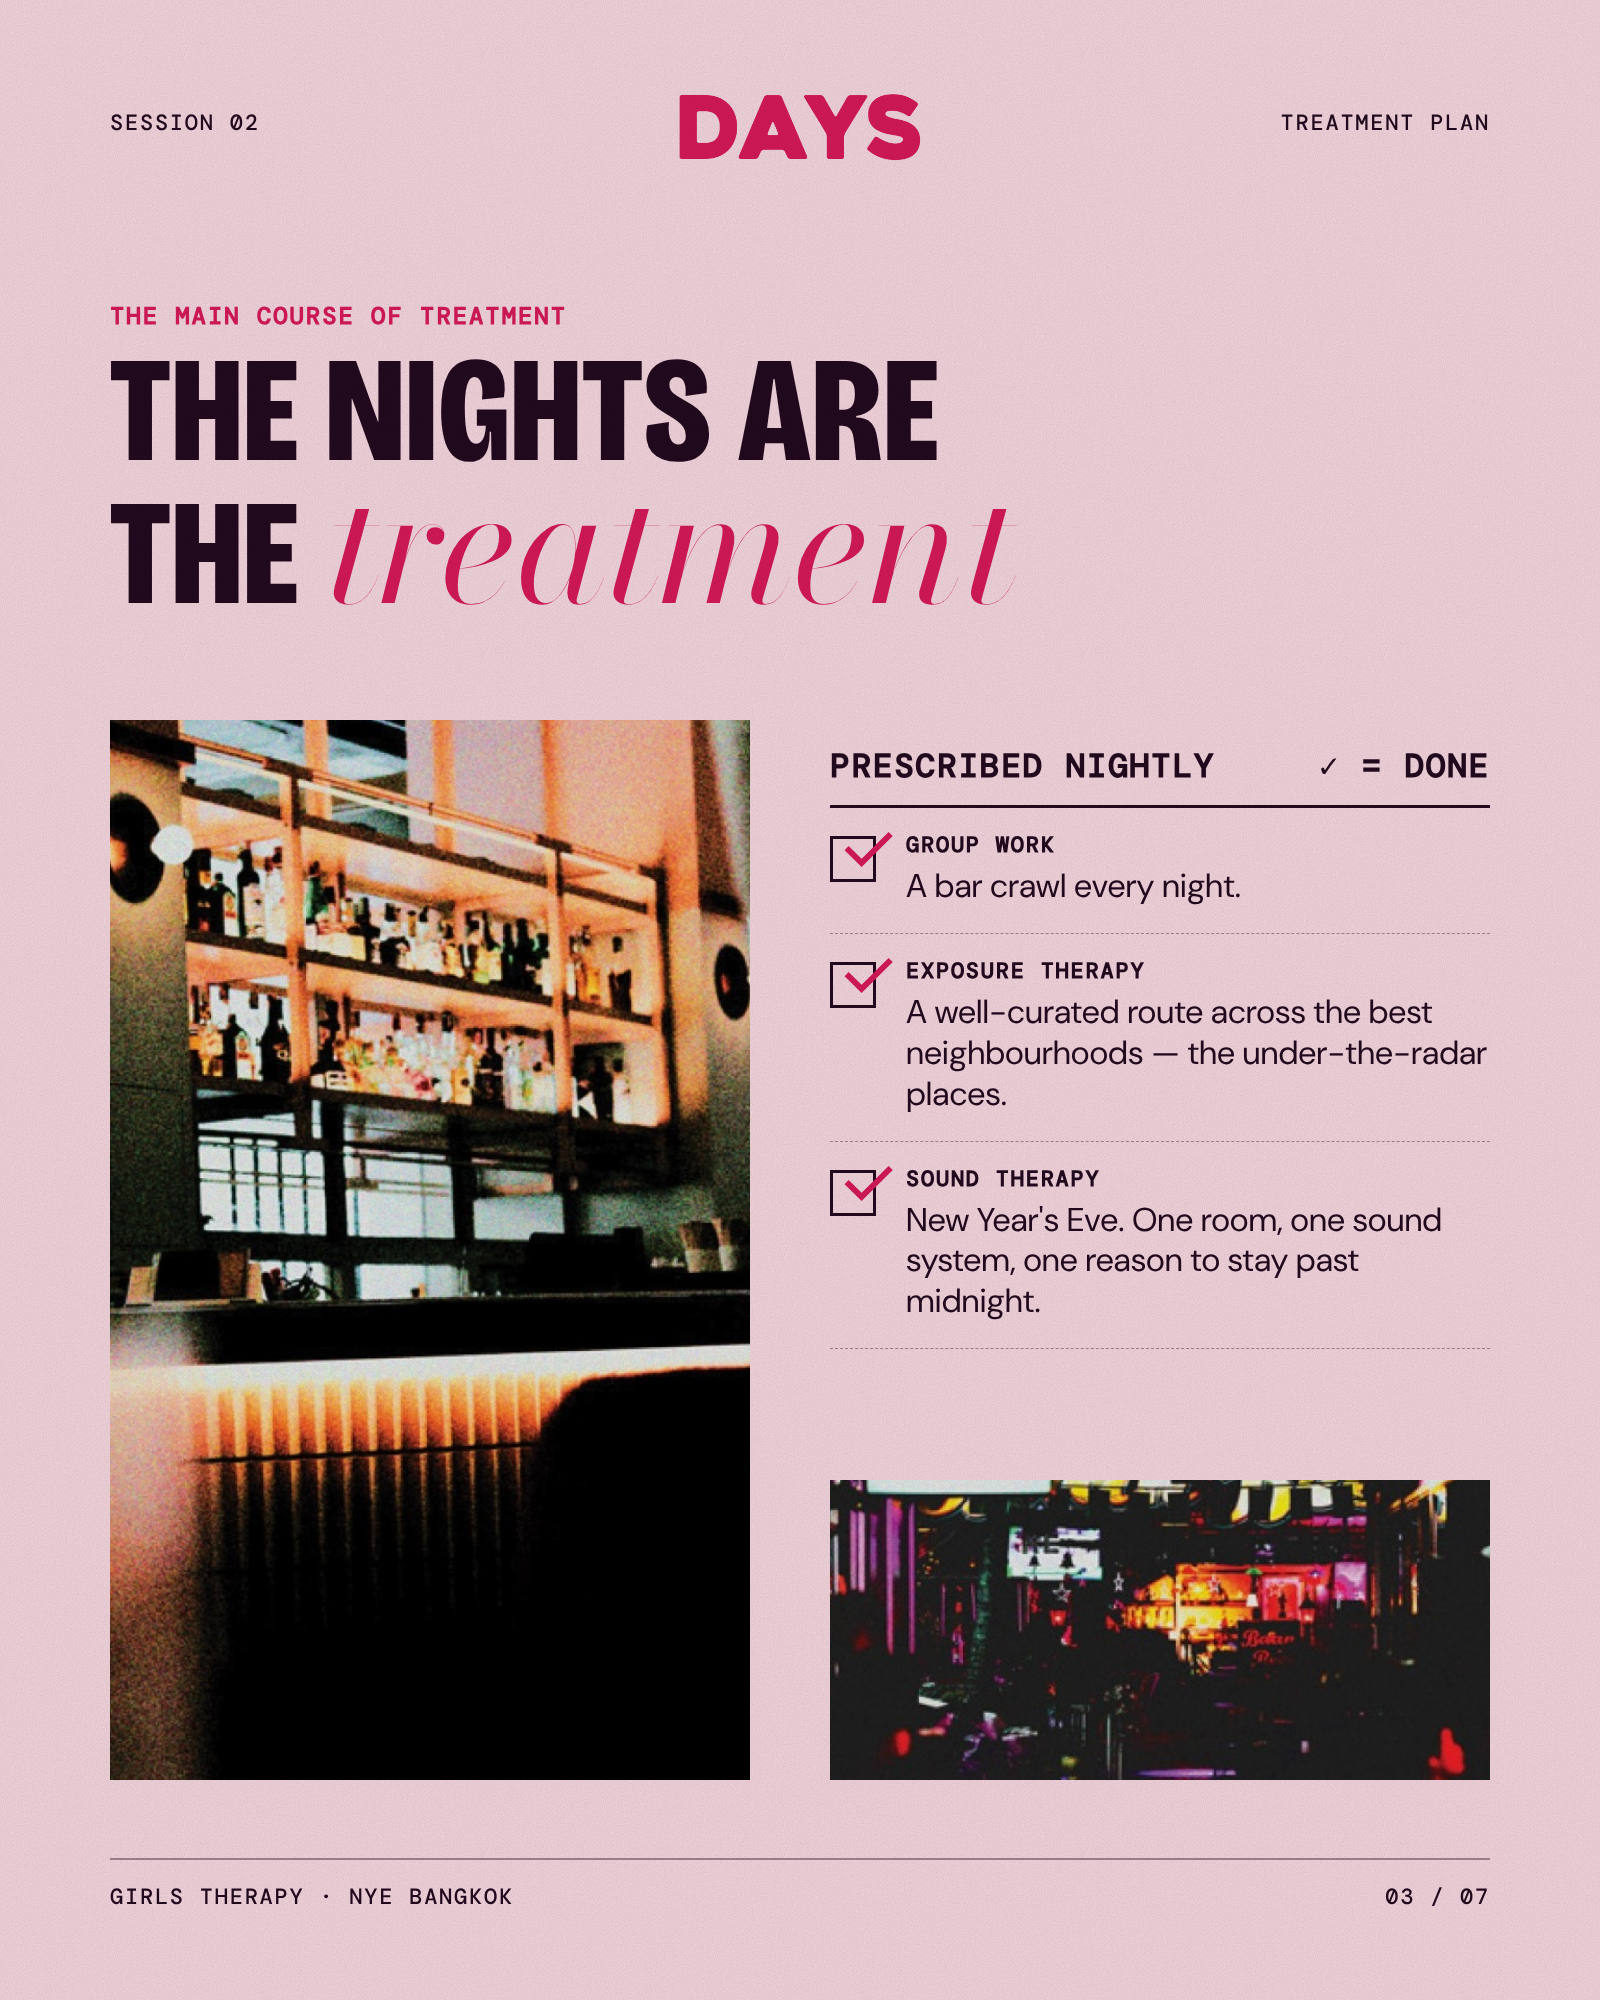 SESSION 02
DAYS
TREATMENT PLAN
THE MAIN COURSE OF TREATMENT
THE NIGHTS ARE
THE treatment
PRESCRIBED NIGHTLY ✓ = DONE
GROUP WORK
A bar crawl every night.
EXPOSURE THERAPY
A well-curated route across the best
neighbourhoods — the under-the-radar
places.
SOUND THERAPY
New Year's Eve. One room, one sound
system, one reason to stay past
midnight.
GIRLS THERAPY · NYE BANGKOK
03 / 07